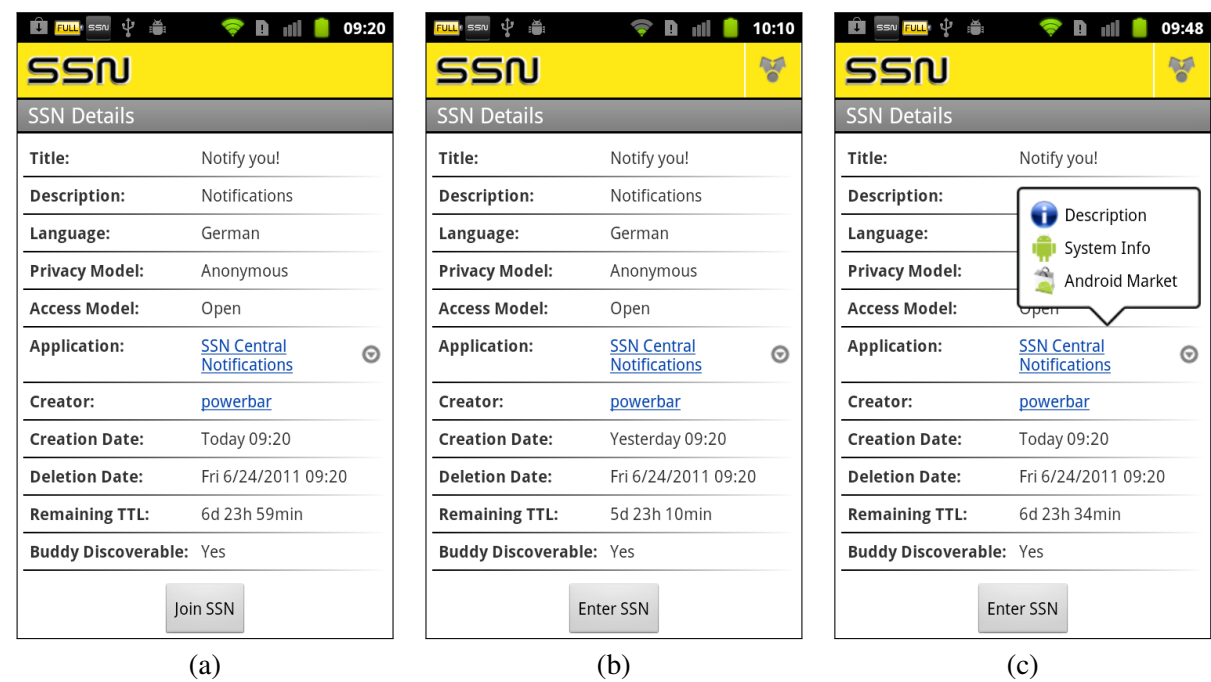 FULL SSN 09:20
SSN
SSN Details
Title: Notify you!
Description: Notifications
Language: German
Privacy Model: Anonymous
Access Model: Open
Application: SSN Central
Notifications
Creator: powerbar
Creation Date: Today 09:20
Deletion Date: Fri 6/24/2011 09:20
Remaining TTL: 6d 23h 59min
Buddy Discoverable: Yes
Join SSN
(a)
FULL SSN 10:10
SSN
SSN Details
Title: Notify you!
Description: Notifications
Language: German
Privacy Model: Anonymous
Access Model: Open
Application: SSN Central
Notifications
Creator: powerbar
Creation Date: Yesterday 09:20
Deletion Date: Fri 6/24/2011 09:20
Remaining TTL: 5d 23h 10min
Buddy Discoverable: Yes
Enter SSN
(b)
SSN FULL 09:48
SSN
SSN Details
Title: Notify you!
Description:
Description
Language:
System Info
Privacy Model:
Android Market
Access Model: Open
Application: SSN Central
Notifications
Creator: powerbar
Creation Date: Today 09:20
Deletion Date: Fri 6/24/2011 09:20
Remaining TTL: 6d 23h 34min
Buddy Discoverable: Yes
Enter SSN
(c)